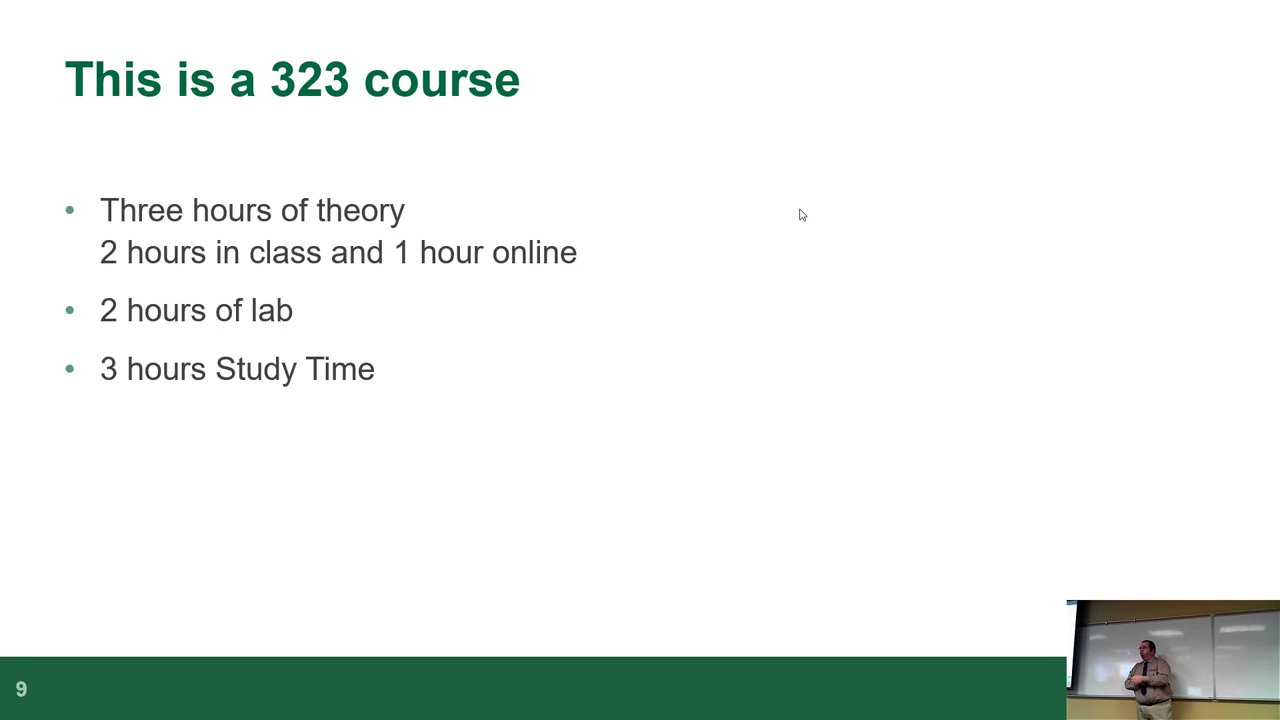 This is a 323 course
• Three hours of theory
2 hours in class and 1 hour online
• 2 hours of lab
• 3 hours Study Time
9